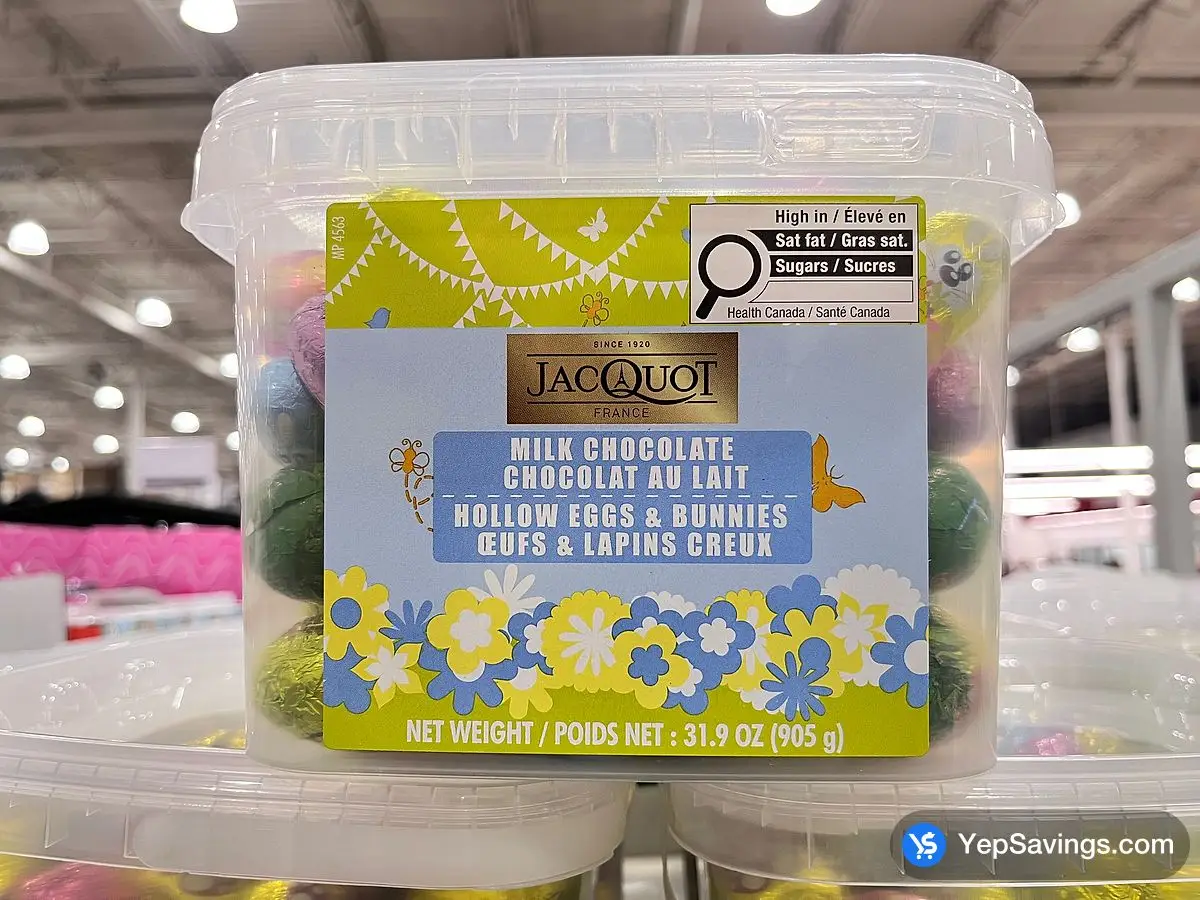 MP 4563
High in / Élevé en
Sat fat / Gras sat.
Sugars / Sucres
Health Canada / Santé Canada
SINCE 1920
JACQUOT
FRANCE
MILK CHOCOLATE
CHOCOLAT AU LAIT
HOLLOW EGGS & BUNNIES
ŒUFS & LAPINS CREUX
NET WEIGHT / POIDS NET : 31.9 OZ (905 g)
YepSavings.com